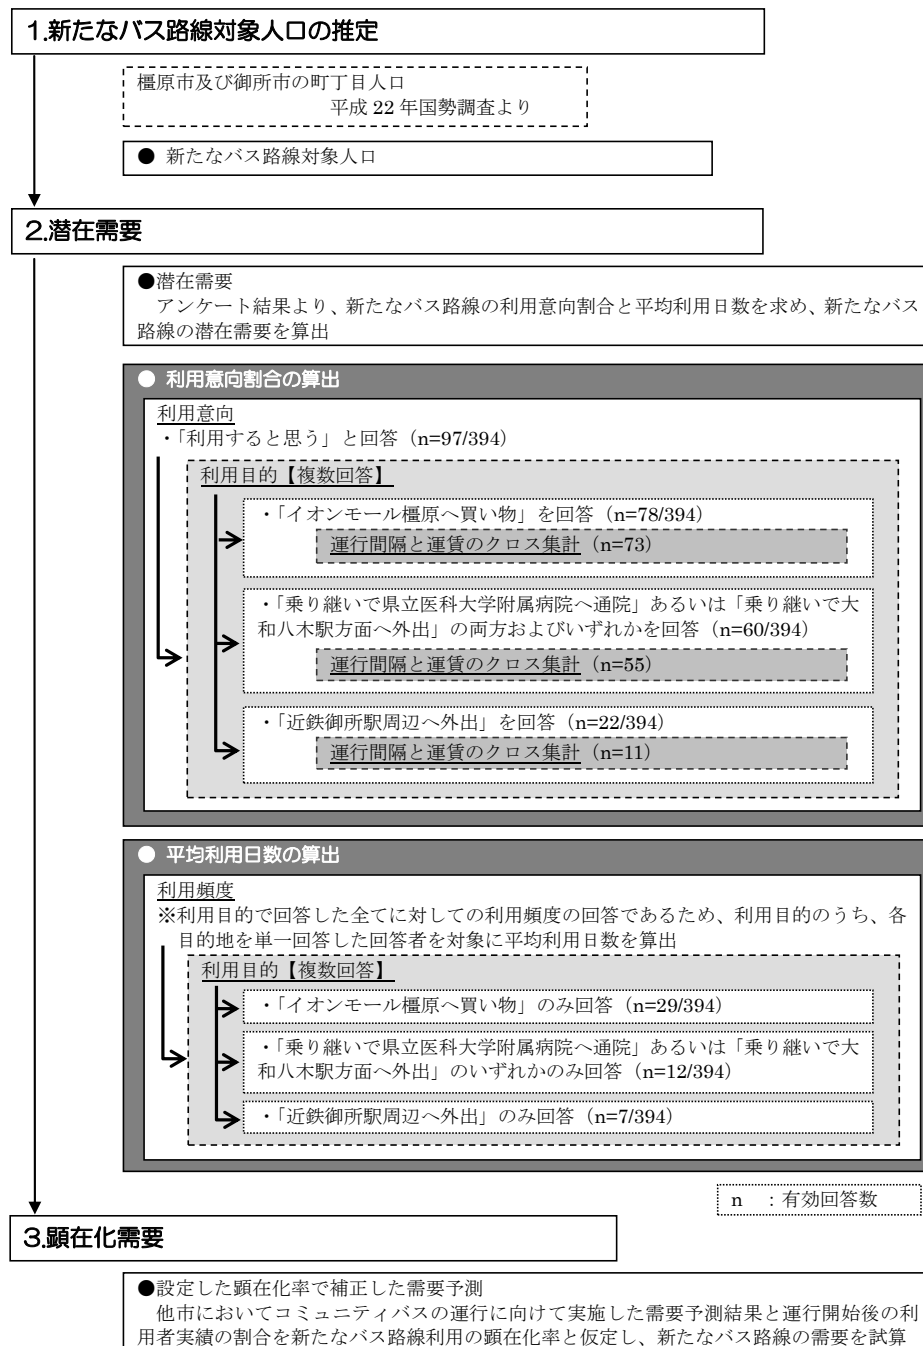 1.新たなバス路線対象人口の推定
橿原市及び御所市の町丁目人口
平成 22 年国勢調査より
● 新たなバス路線対象人口
2.潜在需要
●潜在需要
アンケート結果より、新たなバス路線の利用意向割合と平均利用日数を求め、新たなバス
路線の潜在需要を算出
● 利用意向割合の算出
利用意向
・「利用すると思う」と回答（n=97/394）
利用目的【複数回答】
・「イオンモール橿原へ買い物」を回答（n=78/394）
運行間隔と運賃のクロス集計（n=73）
・「乗り継いで県立医科大学附属病院へ通院」あるいは「乗り継いで大
和八木駅方面へ外出」の両方およびいずれかを回答（n=60/394）
運行間隔と運賃のクロス集計（n=55）
・「近鉄御所駅周辺へ外出」を回答（n=22/394）
運行間隔と運賃のクロス集計（n=11）
● 平均利用日数の算出
利用頻度
※利用目的で回答した全てに対しての利用頻度の回答であるため、利用目的のうち、各
目的地を単一回答した回答者を対象に平均利用日数を算出
利用目的【複数回答】
・「イオンモール橿原へ買い物」のみ回答（n=29/394）
・「乗り継いで県立医科大学附属病院へ通院」あるいは「乗り継いで大
和八木駅方面へ外出」のいずれかのみ回答（n=12/394）
・「近鉄御所駅周辺へ外出」のみ回答（n=7/394）
n ：有効回答数
3.顕在化需要
●設定した顕在化率で補正した需要予測
他市においてコミュニティバスの運行に向けて実施した需要予測結果と運行開始後の利
用者実績の割合を新たなバス路線利用の顕在化率と仮定し、新たなバス路線の需要を試算